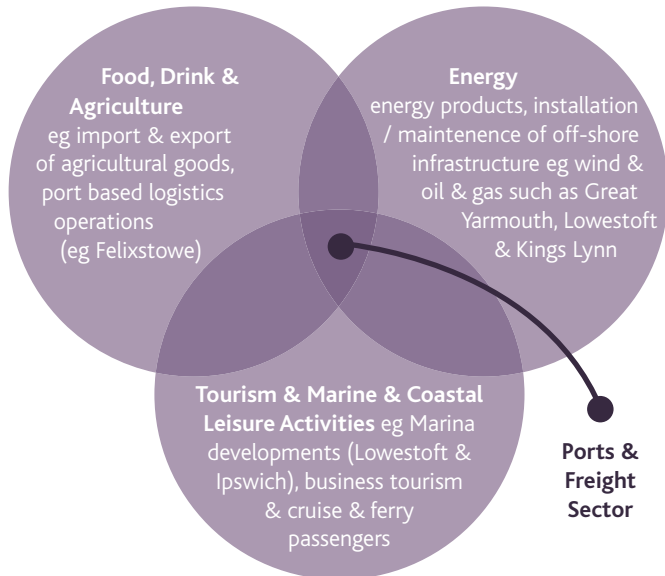 Food, Drink &
Agriculture
eg import & export
of agricultural goods,
port based logistics
operations
(eg Felixstowe)
Energy
energy products, installation
/ maintenence of off-shore
infrastructure eg wind &
oil & gas such as Great
Yarmouth, Lowestoft
& Kings Lynn
Tourism & Marine & Coastal
Leisure Activities eg Marina
developments (Lowestoft &
Ipswich), business tourism
& cruise & ferry
passengers
Ports &
Freight
Sector